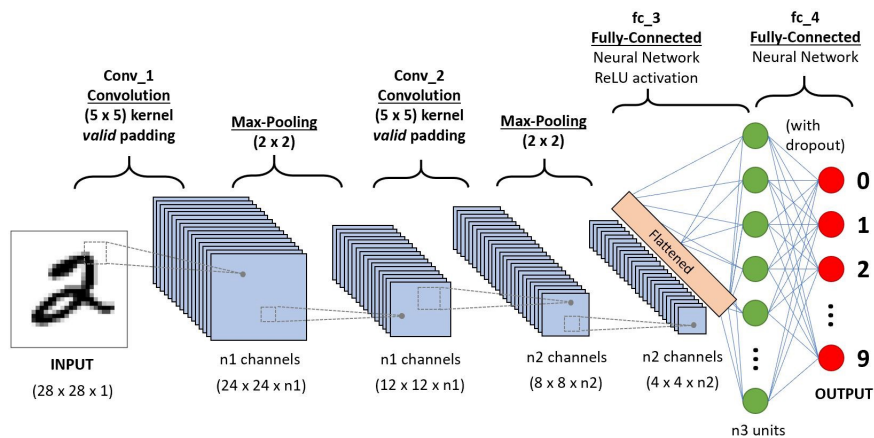 fc_3
Fully-Connected
Neural Network
ReLU activation
fc_4
Fully-Connected
Neural Network
Conv_1
Convolution
(5 x 5) kernel
valid padding
Max-Pooling
(2 x 2)
Conv_2
Convolution
(5 x 5) kernel
valid padding
Max-Pooling
(2 x 2)
(with
dropout)
Flattened
0
1
2
9
INPUT
(28 x 28 x 1)
n1 channels
(24 x 24 x n1)
n1 channels
(12 x 12 x n1)
n2 channels
(8 x 8 x n2)
n2 channels
(4 x 4 x n2)
OUTPUT
n3 units
2